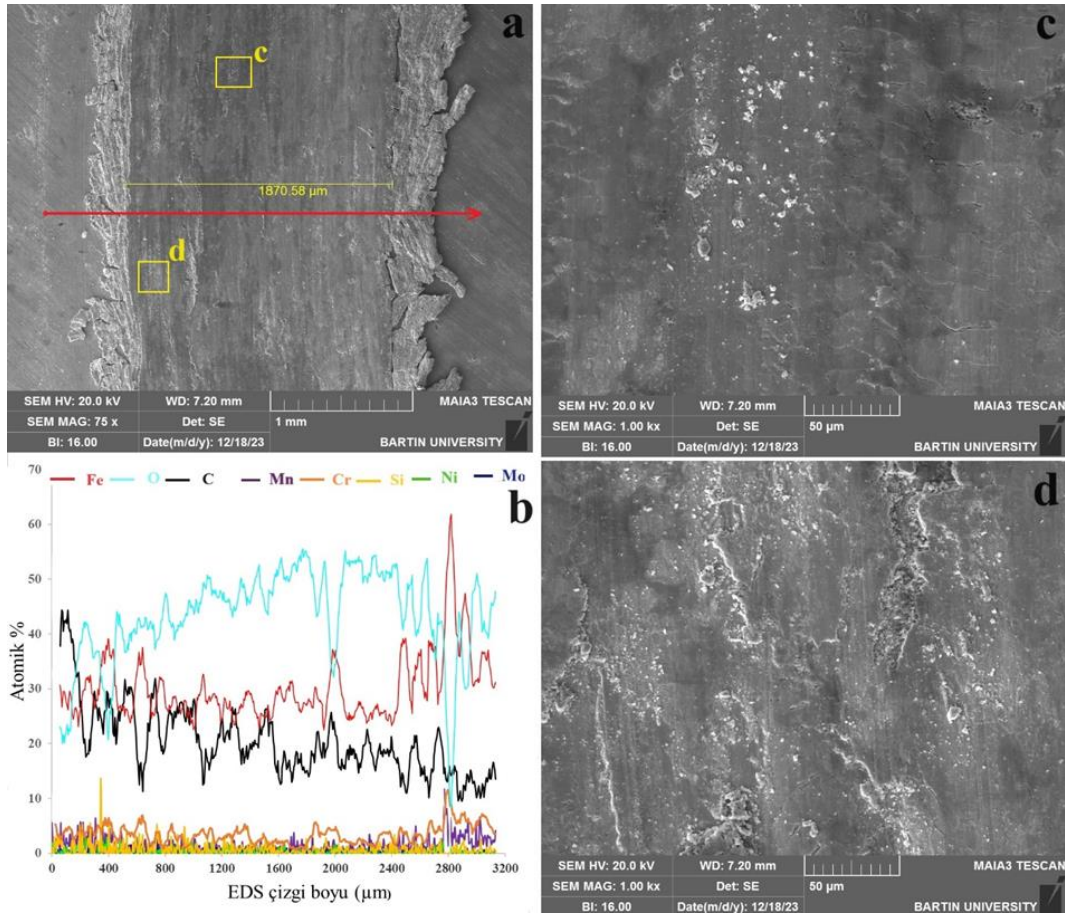 a
c
1870.58 µm
d
SEM HV: 20.0 kV WD: 7.20 mm MAIA3 TESCAN
SEM MAG: 75 x Det: SE 1 mm
BI: 16.00 Date(m/d/y): 12/18/23 BARTIN UNIVERSITY
c
SEM HV: 20.0 kV WD: 7.20 mm MAIA3 TESCAN
SEM MAG: 1.00 kx Det: SE 50 µm
BI: 16.00 Date(m/d/y): 12/18/23 BARTIN UNIVERSITY
b
Fe O C Mn Cr Si Ni Mo
Atomik %
70
60
50
40
30
20
10
0
0 400 800 1200 1600 2000 2400 2800 3200
EDS çizgi boyu (µm)
d
SEM HV: 20.0 kV WD: 7.20 mm MAIA3 TESCAN
SEM MAG: 1.00 kx Det: SE 50 µm
BI: 16.00 Date(m/d/y): 12/18/23 BARTIN UNIVERSITY